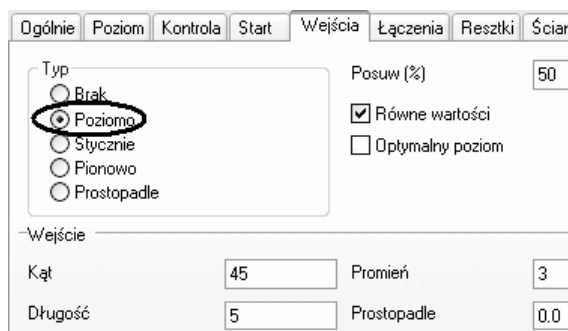 Ogólnie Poziom Kontrola Start Wejścia Łączenia Resztki Ścian
Typ
Brak
Poziomo
Stycznie
Pionowo
Prostopadle
Posuw (%) 50
Równe wartości
Optymalny poziom
Wejście
Kąt 45 Promień 3
Długość 5 Prostopadle 0.0